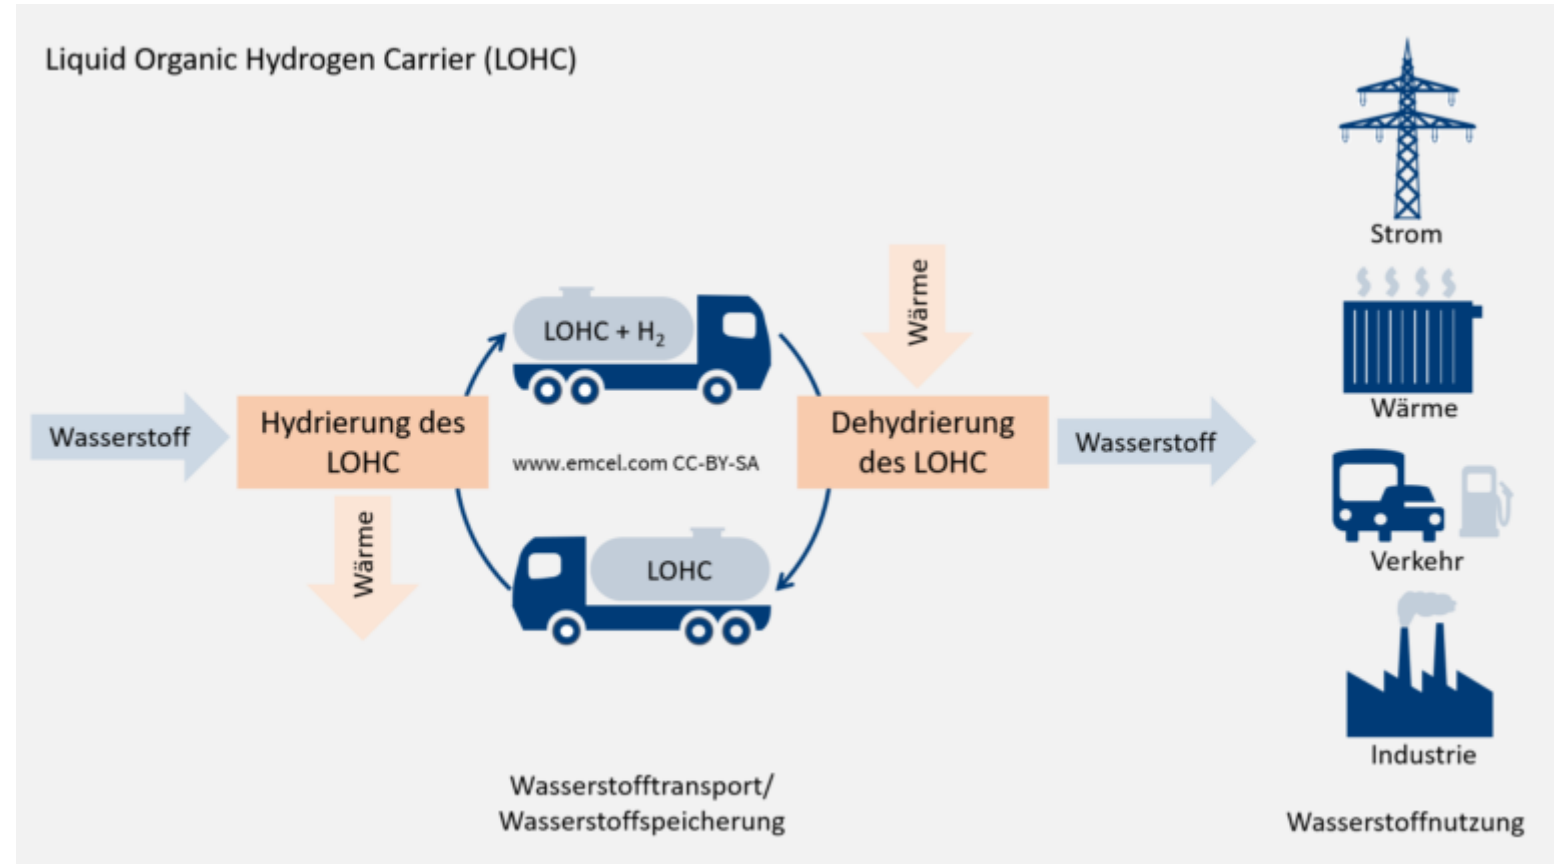 Liquid Organic Hydrogen Carrier (LOHC)
Wasserstoff
Hydrierung des
LOHC
Wärme
LOHC + H₂
www.emcel.com CC-BY-SA
LOHC
Wasserstofftransport/
Wasserstoffspeicherung
Wärme
Dehydrierung
des LOHC
Wasserstoff
Strom
Wärme
Verkehr
Industrie
Wasserstoffnutzung